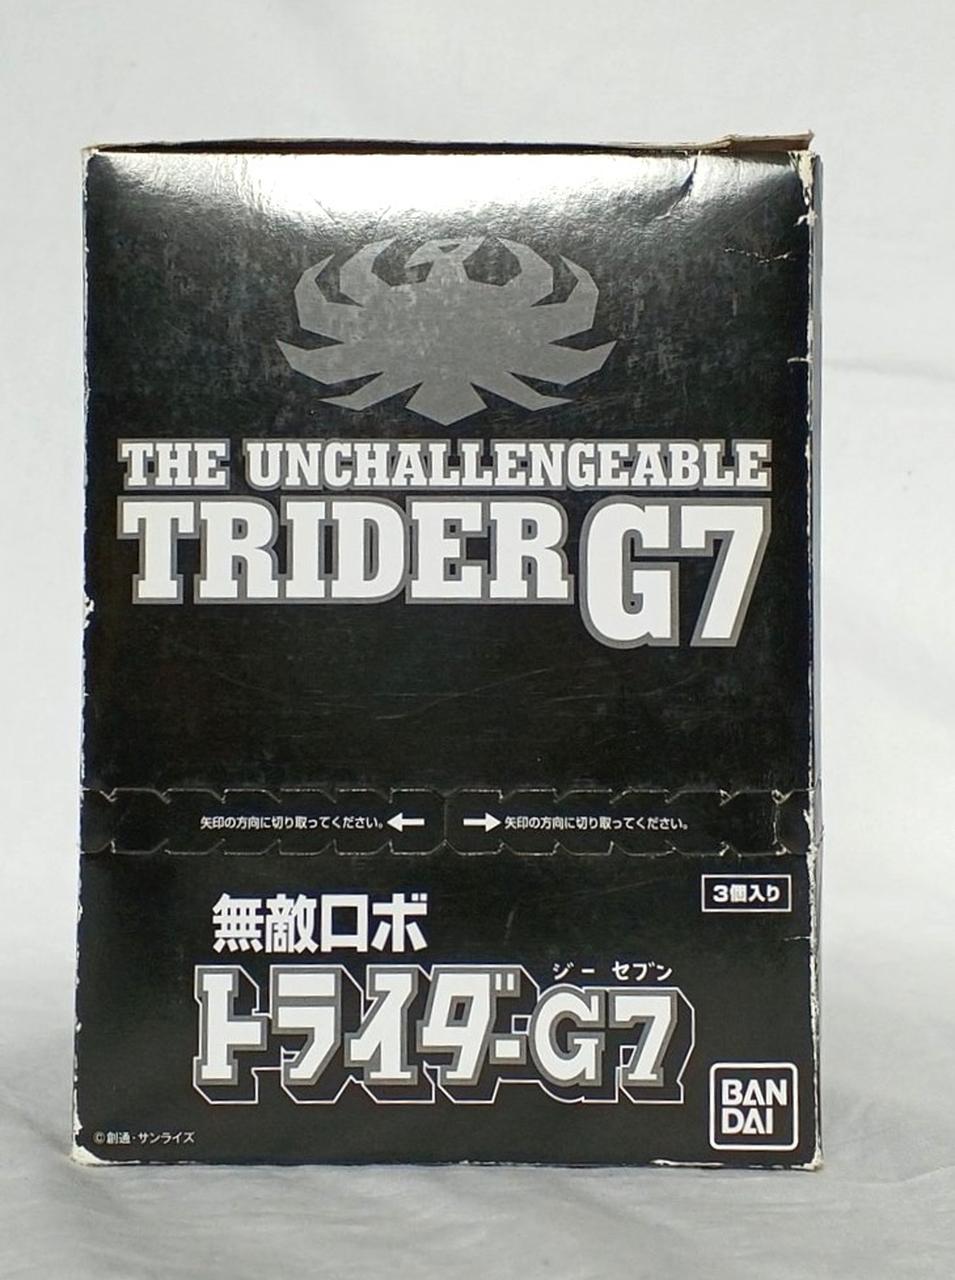 THE UNCHALLENGEABLE
TRIDER G7
矢印の方向に切り取ってください。← →矢印の方向に切り取ってください。
3個入り
無敵ロボ
ジー セブン
トライダーG7
BAN
DAI
©創通・サンライズ